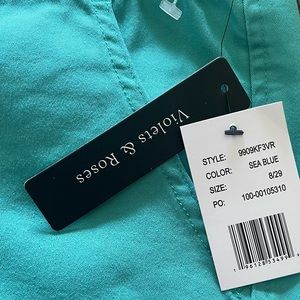 Violets & Roses
STYLE: 9909KF3VR
COLOR: SEA BLUE
SIZE: 8/29
PO: 100-00105310